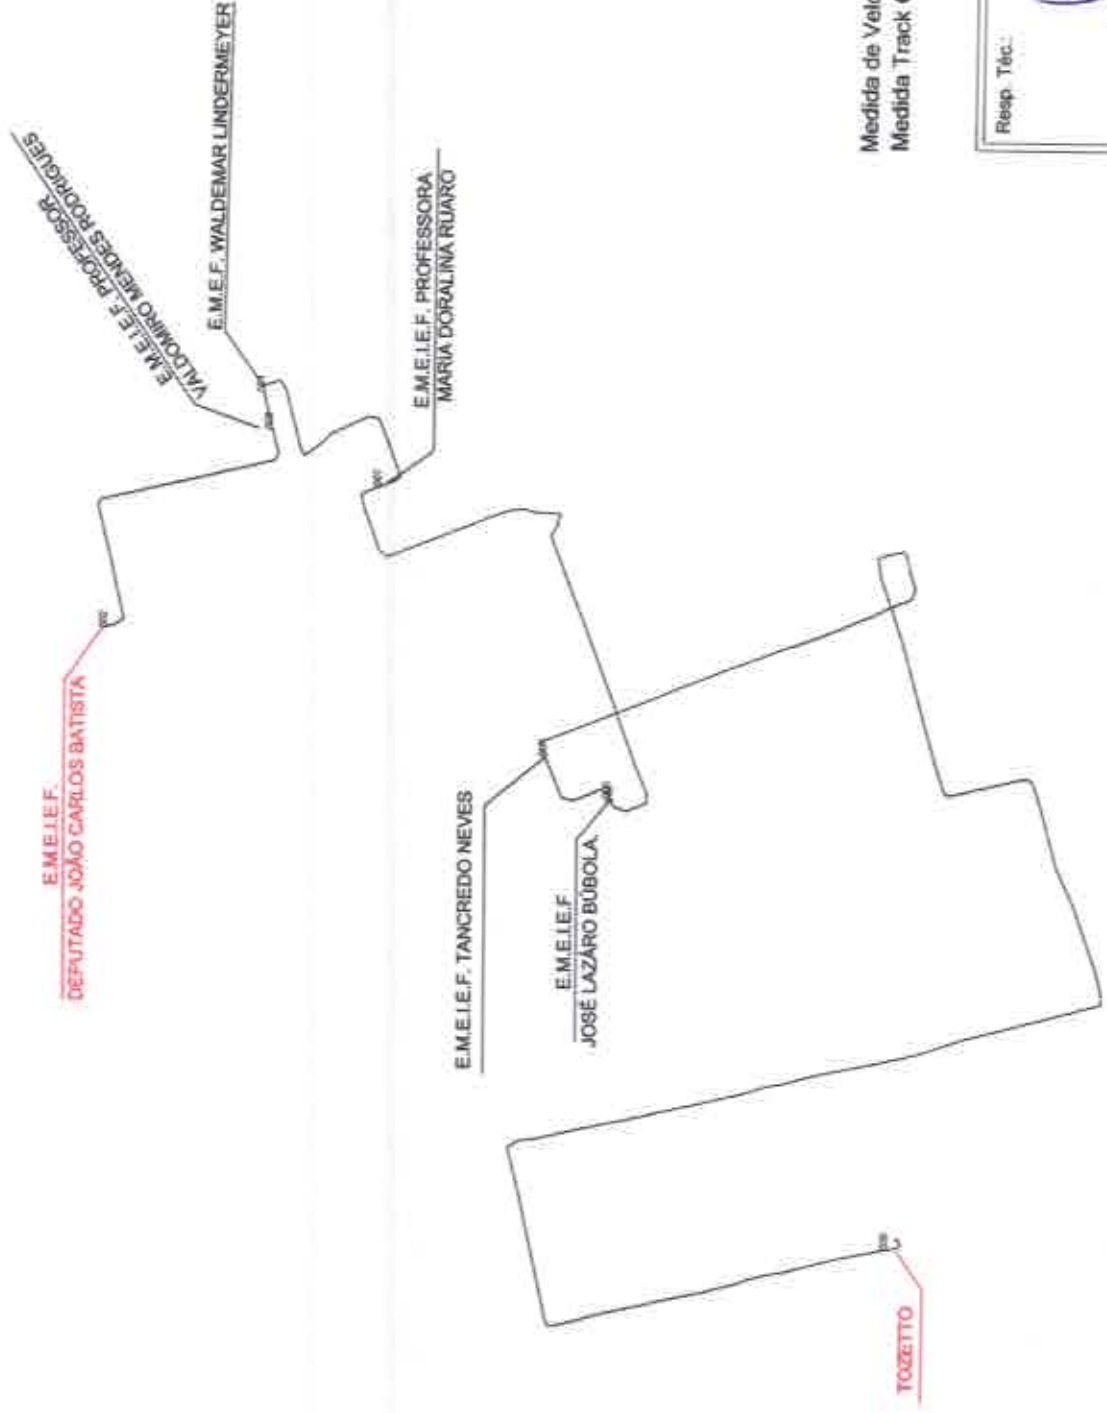 E.M.E.I.E.F. PROFESSOR
VALDOMIRO MENDES RODRIGUES
E.M.E.F. WALDEMAR LINDERMEYER
E.M.E.I.E.F. PROFESSORA
MARIA DORALINA RUARO
E.M.E.I.E.F.
DEPUTADO JOÃO CARLOS BATISTA
E.M.E.I.E.F. TANCREDO NEVES
E.M.E.I.E.F
JOSÉ LAZÁRO BÚBOLA.
TOZETTO
Medida de Velo
Medida Track
Resp. Téc.: